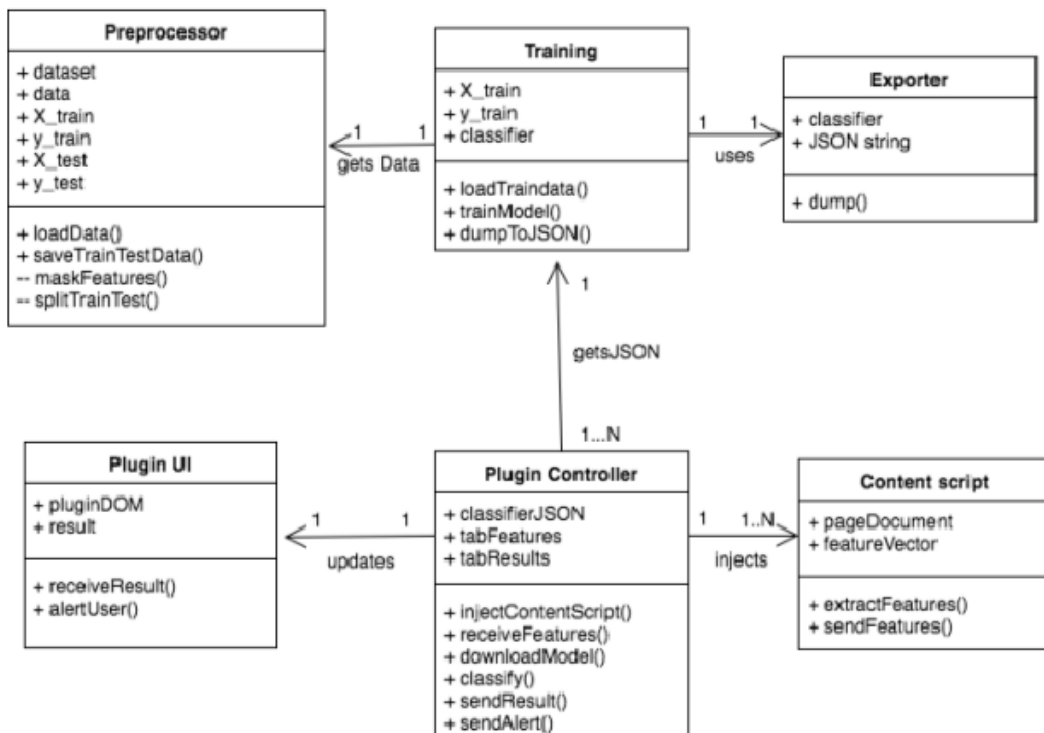 Preprocessor
+ dataset
+ data
+ X_train
+ y_train
+ X_test
+ y_test
+ loadData()
+ saveTrainTestData()
-- maskFeatures()
-- splitTrainTest()
1 1
gets Data
Training
+ X_train
+ y_train
+ classifier
+ loadTraindata()
+ trainModel()
+ dumpToJSON()
1 1
uses
Exporter
+ classifier
+ JSON string
+ dump()
1
getsJSON
1...N
Plugin UI
+ pluginDOM
+ result
+ receiveResult()
+ alertUser()
1 1
updates
Plugin Controller
+ classifierJSON
+ tabFeatures
+ tabResults
+ injectContentScript()
+ receiveFeatures()
+ downloadModel()
+ classify()
+ sendResult()
+ sendAlert()
1 1..N
injects
Content script
+ pageDocument
+ featureVector
+ extractFeatures()
+ sendFeatures()